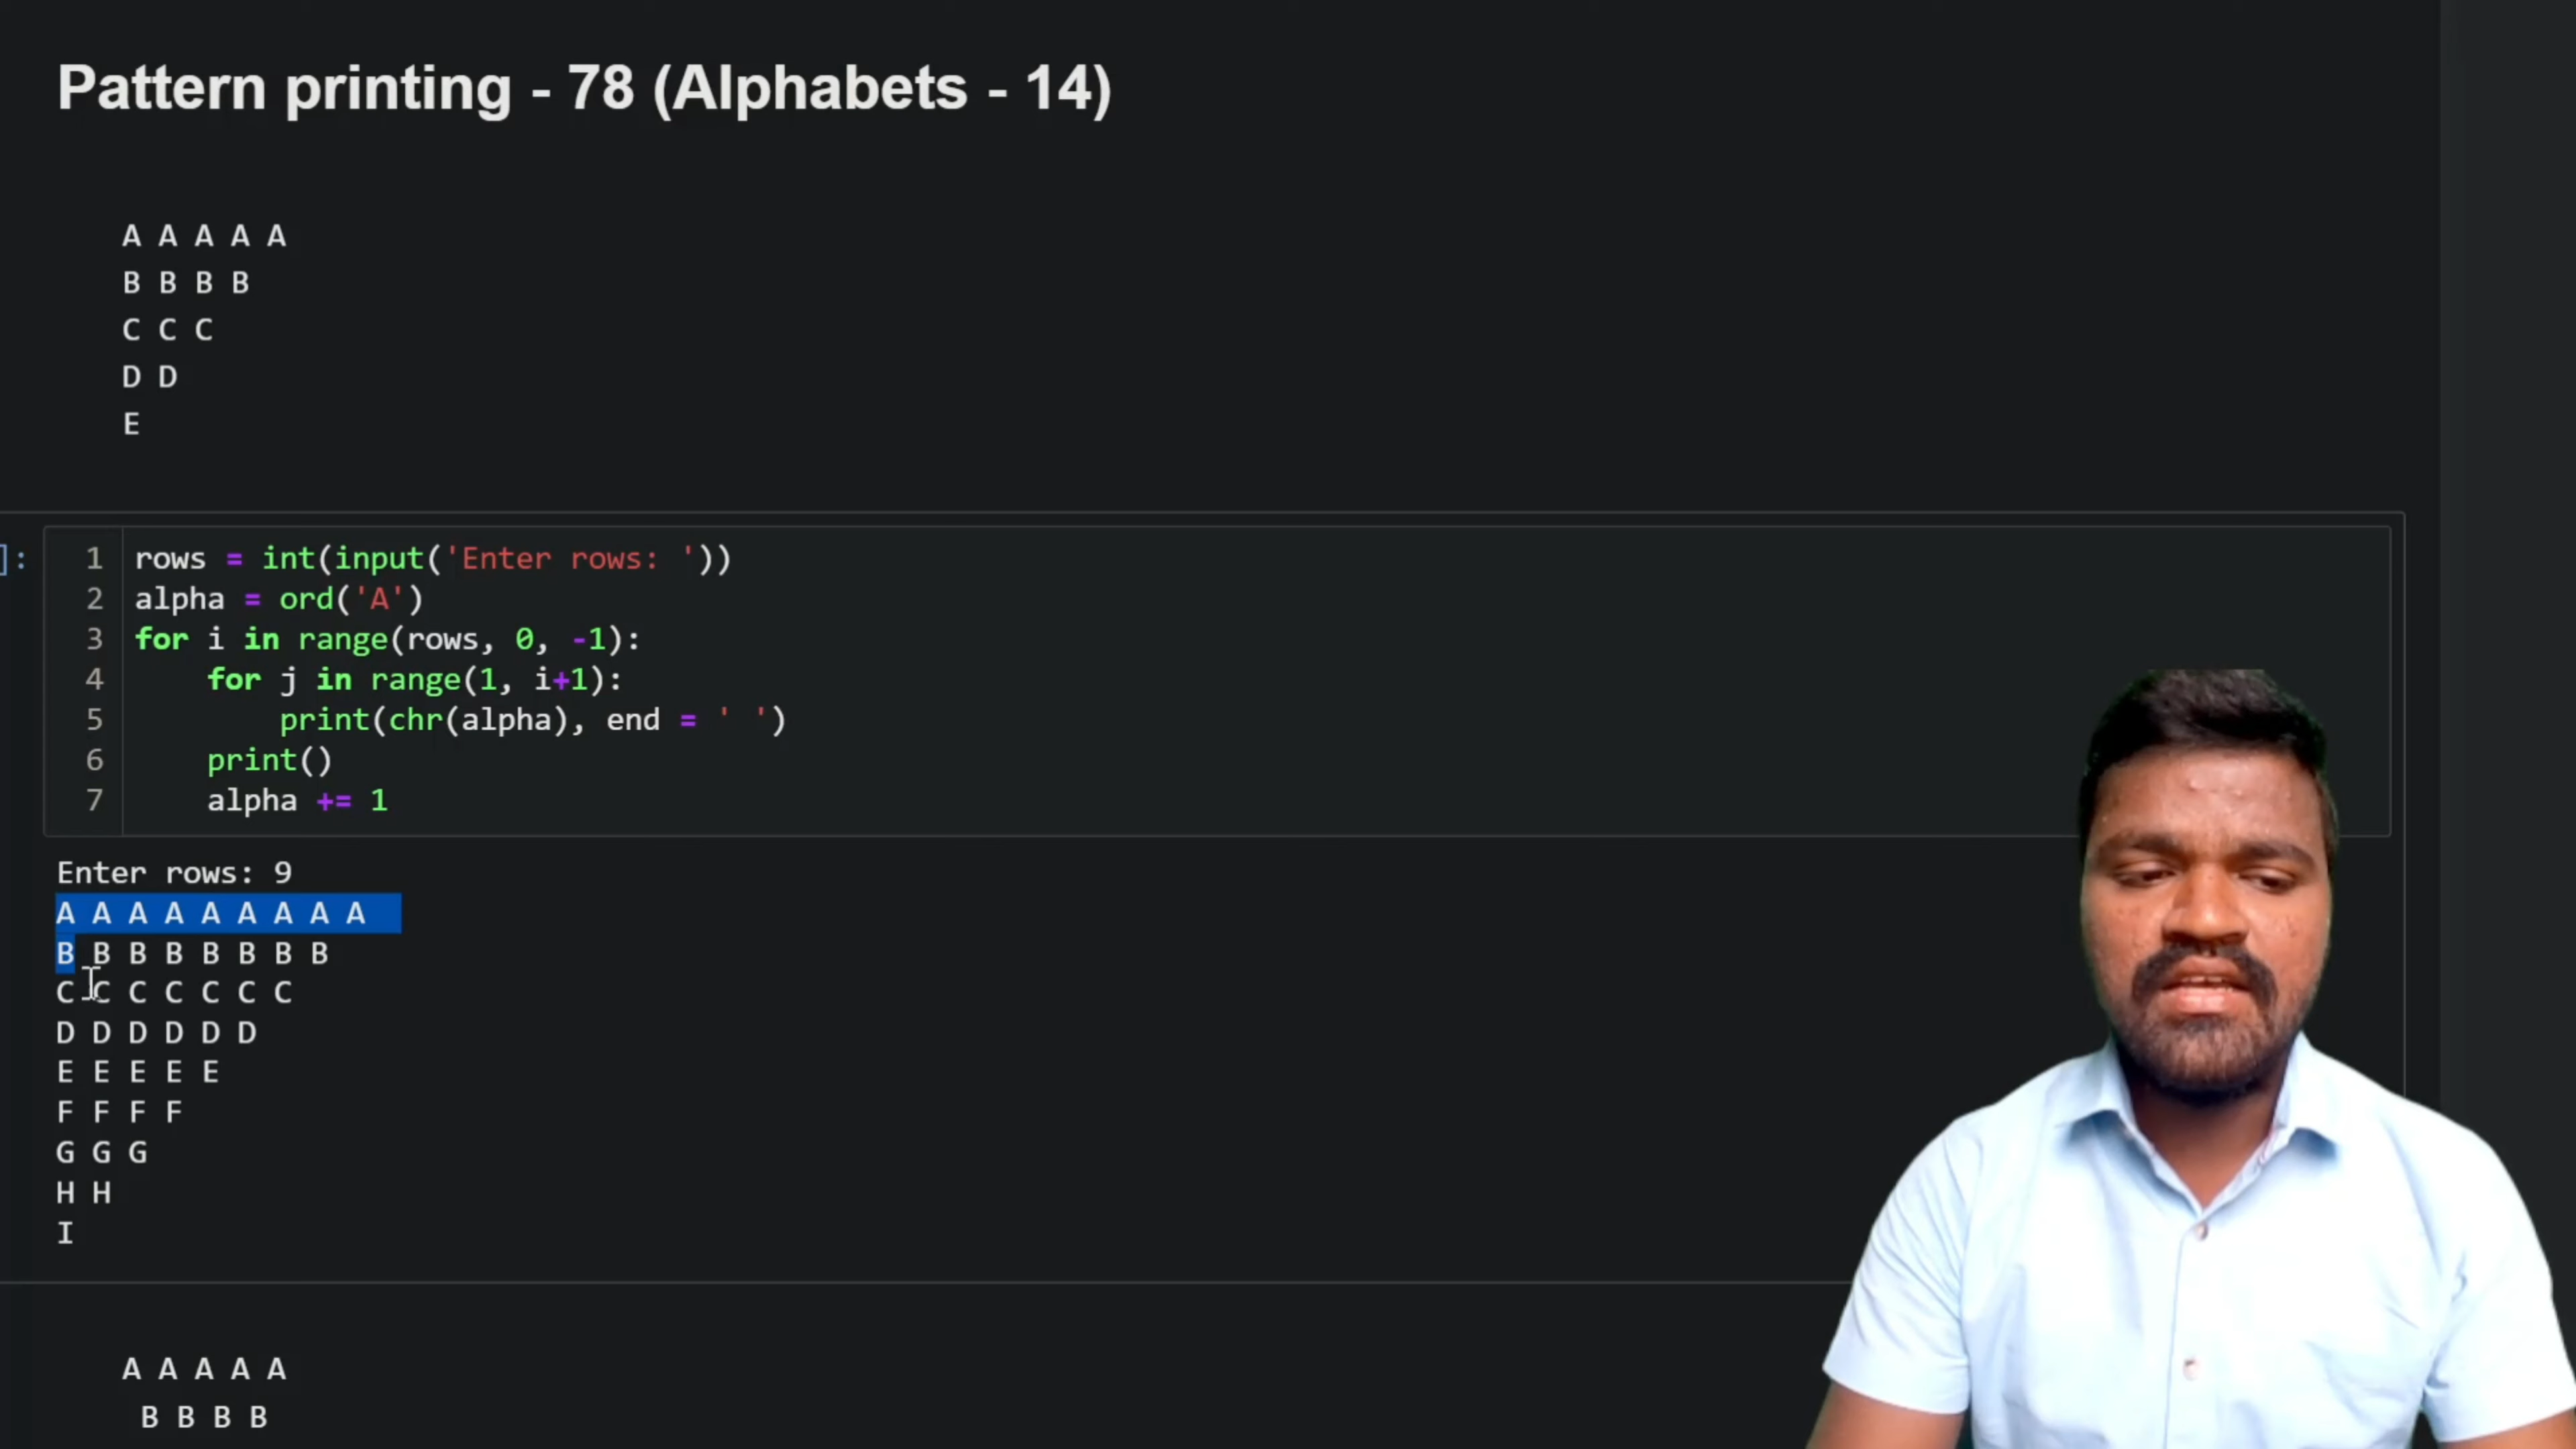 Pattern printing - 78 (Alphabets - 14)
A A A A A
B B B B
C C C
D D
E
]:
1 rows = int(input('Enter rows: '))
2 alpha = ord('A')
3 for i in range(rows, 0, -1):
4 for j in range(1, i+1):
5 print(chr(alpha), end = ' ')
6 print()
7 alpha += 1
Enter rows: 9
A A A A A A A A A
B B B B B B B B
C C C C C C C
D D D D D D
E E E E E
F F F F
G G G
H H
I
A A A A A
B B B B